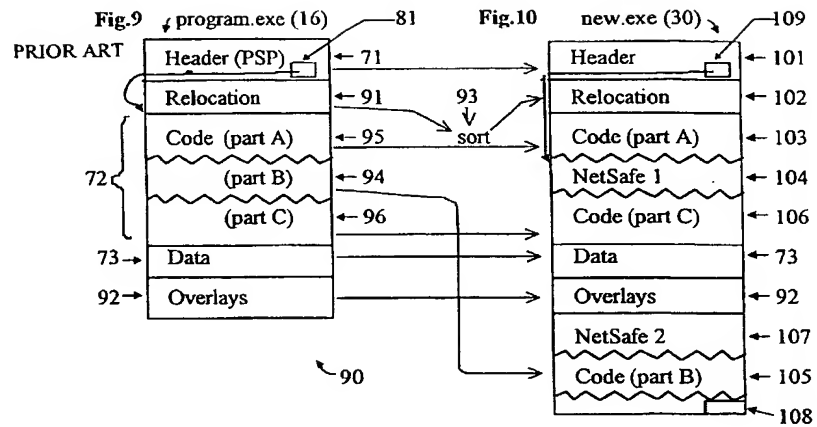 Fig.9 program.exe (16) 81 Fig.10 new.exe (30) 109
PRIOR ART
Header (PSP) 71 Header 101
Relocation 91 93 Relocation 102
sort
Code (part A) 95 Code (part A) 103
72 (part B) 94 NetSafe 1 104
(part C) 96 Code (part C) 106
73 Data Data 73
92 Overlays Overlays 92
NetSafe 2 107
90 Code (part B) 105
108